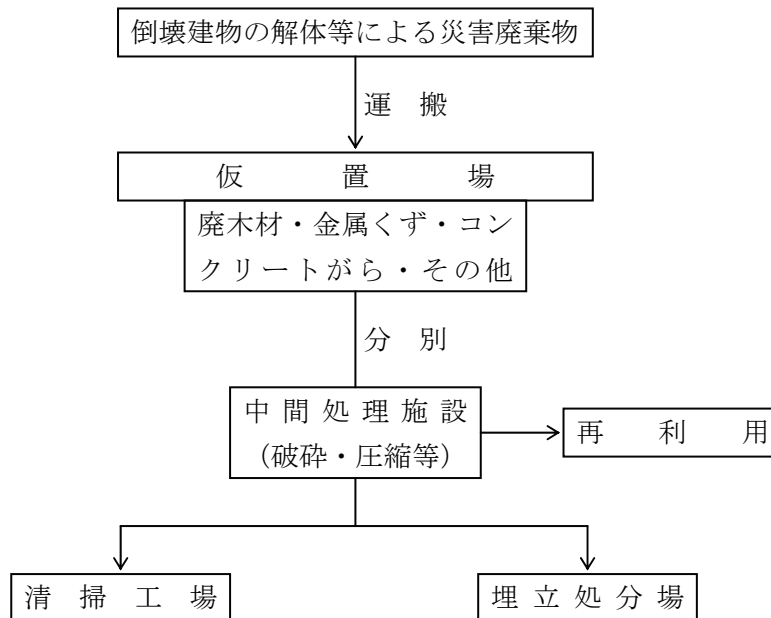 倒壊建物の解体等による災害廃棄物
運搬
仮置場
廃木材・金属くず・コン
クリートがら・その他
分別
中間処理施設
（破砕・圧縮等）
再利用
清掃工場
埋立処分場